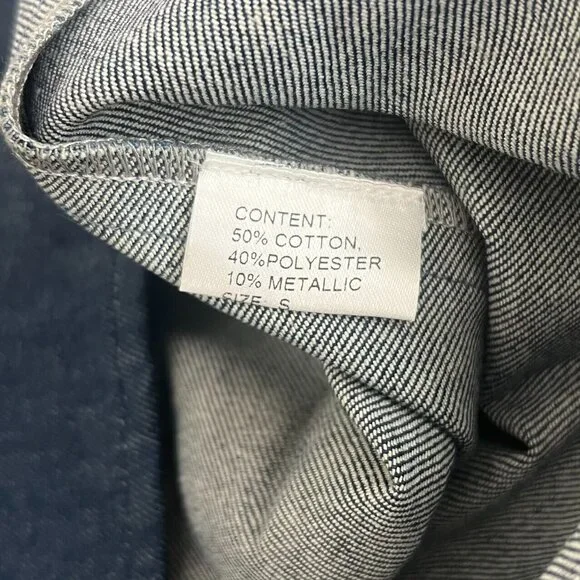 CONTENT:
50% COTTON,
40%POLYESTER
10% METALLIC
SIZE S